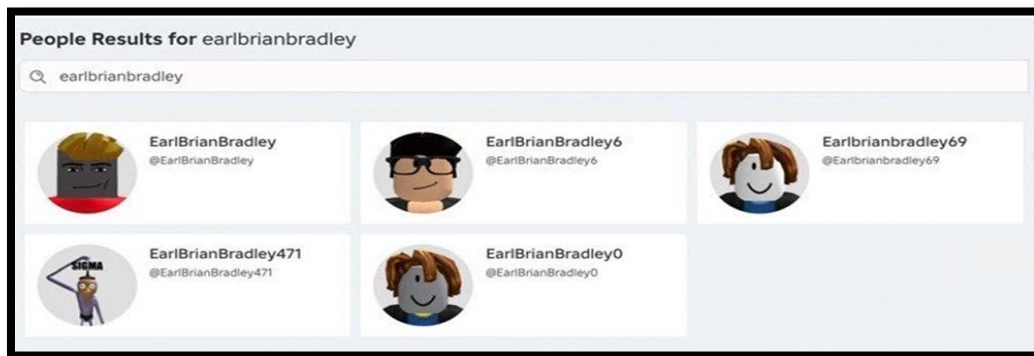 People Results for earlbrianbradley
earlbrianbradley
EarlBrianBradley
@EarlBrianBradley
EarlBrianBradley6
@EarlBrianBradley6
Earlbrianbradley69
@Earlbrianbradley69
SIGMA
EarlBrianBradley471
@EarlBrianBradley471
EarlBrianBradley0
@EarlBrianBradley0